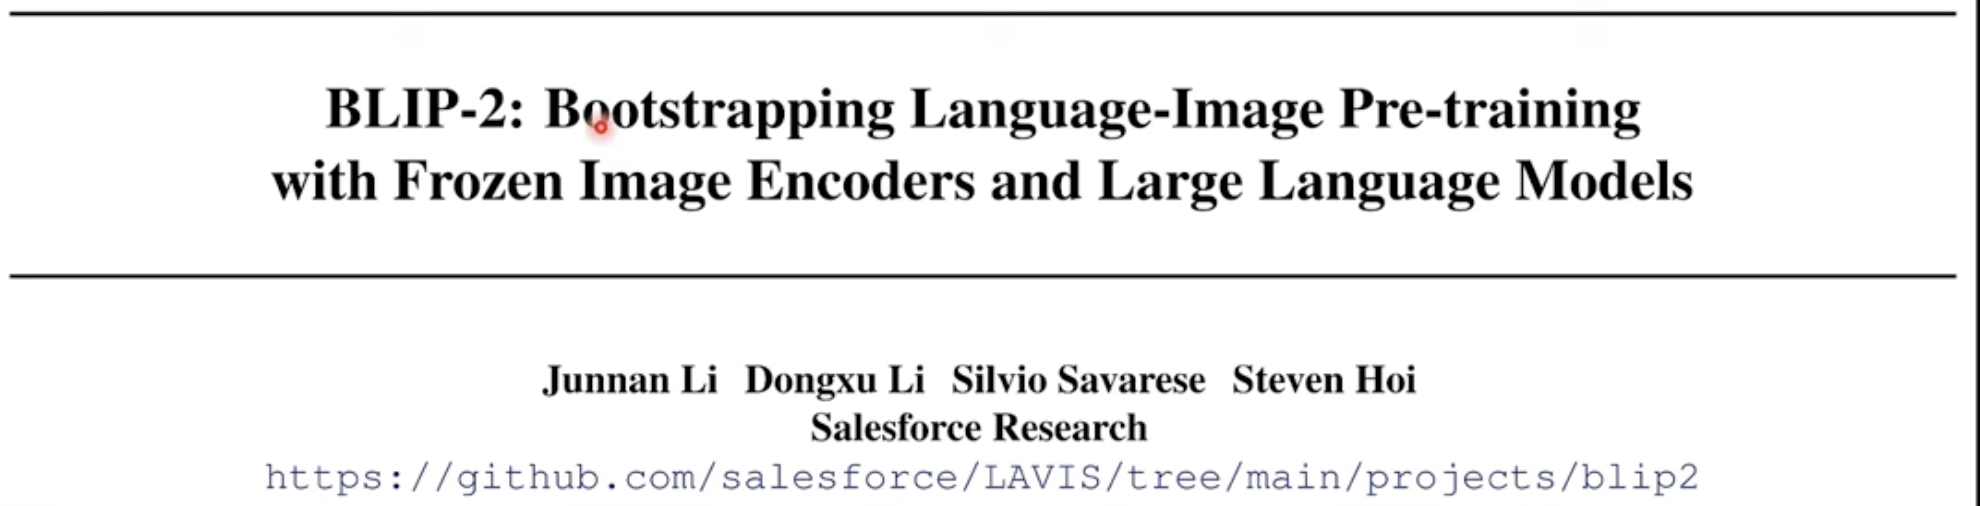 BLIP-2: Bootstrapping Language-Image Pre-training
with Frozen Image Encoders and Large Language Models
Junnan Li Dongxu Li Silvio Savarese Steven Hoi
Salesforce Research
https://github.com/salesforce/LAVIS/tree/main/projects/blip2